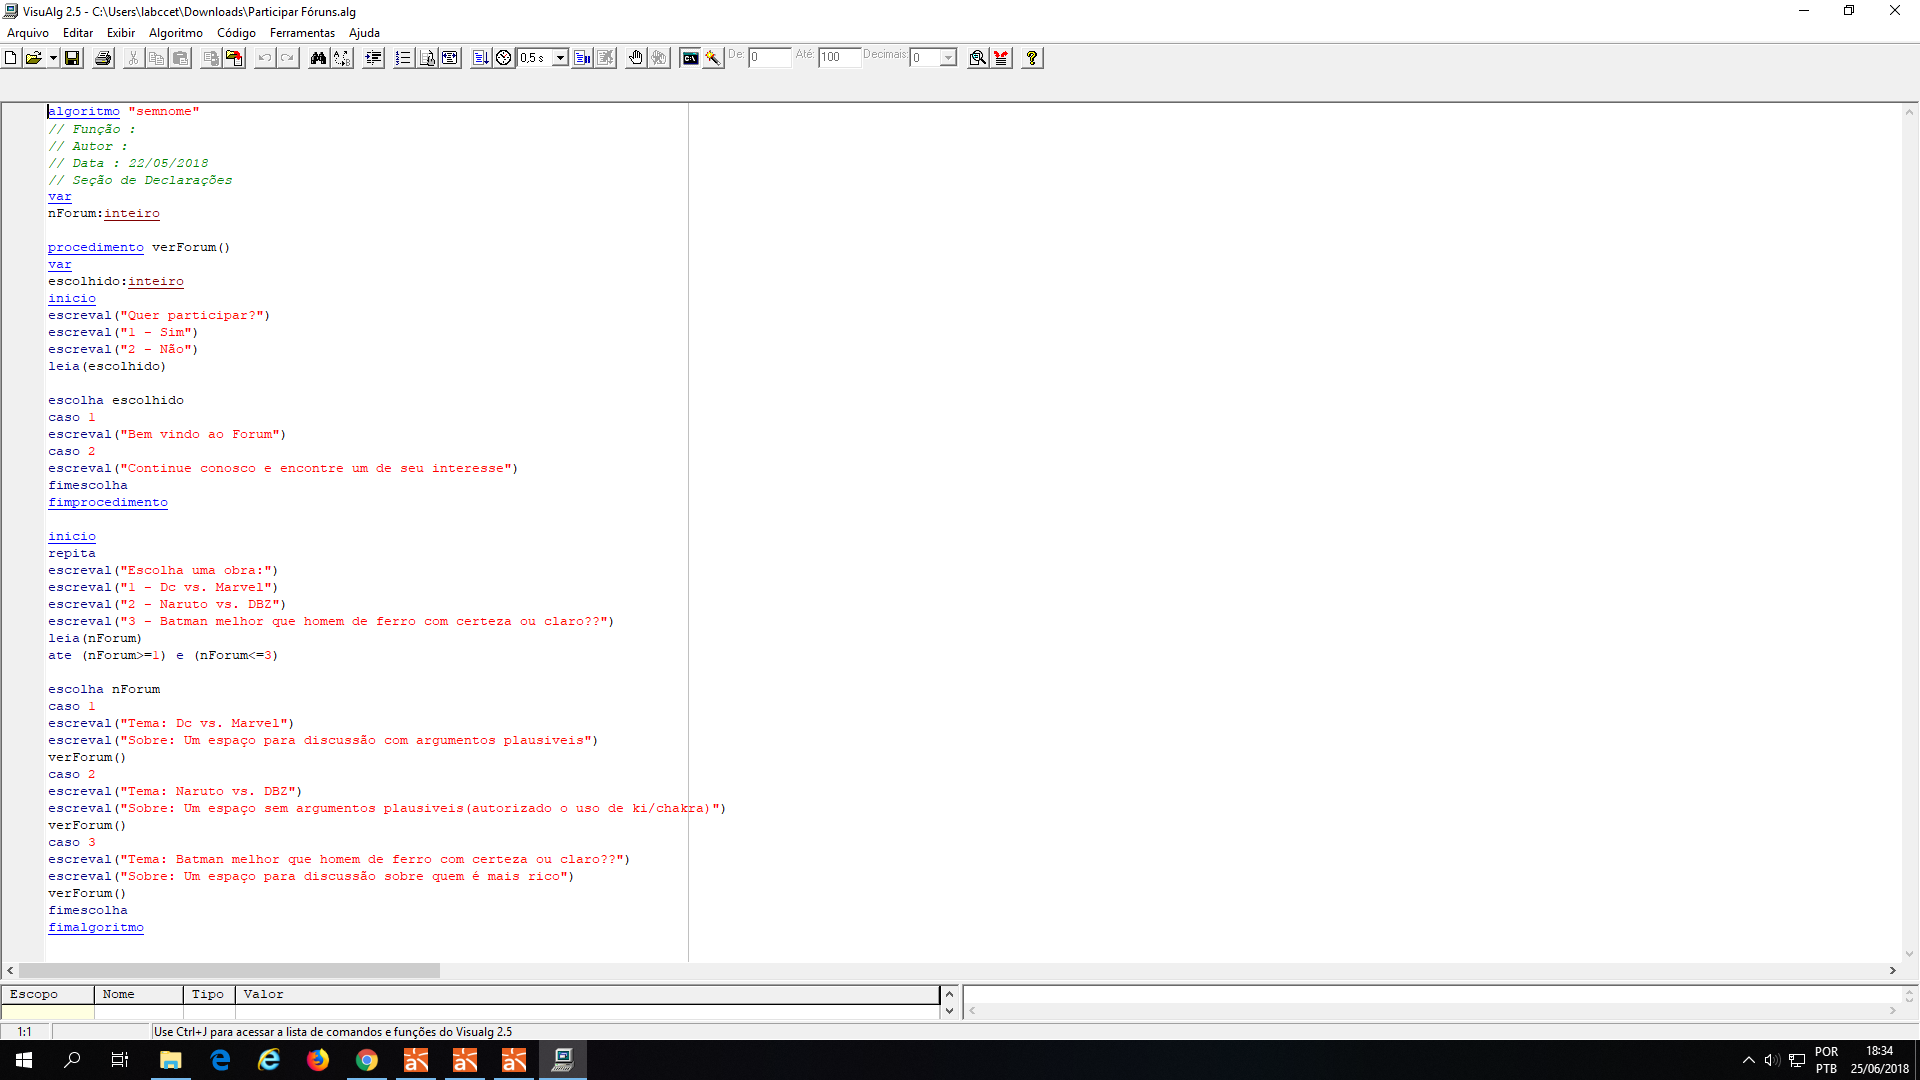 VisuAlg 2.5 - C:\Users\labccet\Downloads\Participar Fóruns.alg
Arquivo Editar Exibir Algoritmo Código Ferramentas Ajuda
0,5 s De: 0 Até: 100 Decimais: 0
algoritmo "semnome"
// Função :
// Autor :
// Data : 22/05/2018
// Seção de Declarações
var
nForum:inteiro
procedimento verForum()
var
escolhido:inteiro
inicio
escreval("Quer participar?")
escreval("1 - Sim")
escreval("2 - Não")
leia(escolhido)
escolha escolhido
caso 1
escreval("Bem vindo ao Forum")
caso 2
escreval("Continue conosco e encontre um de seu interesse")
fimescolha
fimprocedimento
inicio
repita
escreval("Escolha uma obra:")
escreval("1 - Dc vs. Marvel")
escreval("2 - Naruto vs. DBZ")
escreval("3 - Batman melhor que homem de ferro com certeza ou claro??")
leia(nForum)
ate (nForum>=1) e (nForum<=3)
escolha nForum
caso 1
escreval("Tema: Dc vs. Marvel")
escreval("Sobre: Um espaço para discussão com argumentos plausiveis")
verForum()
caso 2
escreval("Tema: Naruto vs. DBZ")
escreval("Sobre: Um espaço sem argumentos plausiveis(autorizado o uso de ki/chakra)")
verForum()
caso 3
escreval("Tema: Batman melhor que homem de ferro com certeza ou claro??")
escreval("Sobre: Um espaço para discussão sobre quem é mais rico")
verForum()
fimescolha
fimalgoritmo
Escopo Nome Tipo Valor
1:1 Use Ctrl+J para acessar a lista de comandos e funções do Visualg 2.5
POR 18:34
PTB 25/06/2018